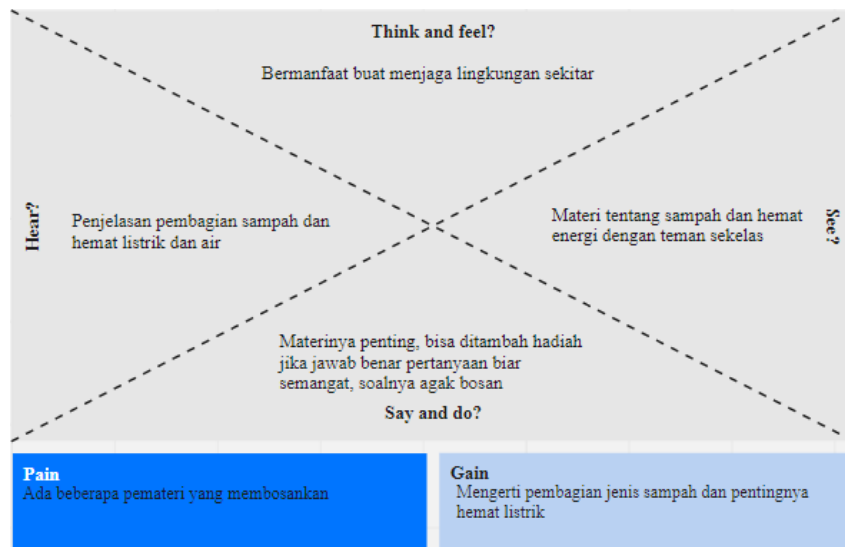 Think and feel?
Bermanfaat buat menjaga lingkungan sekitar
Hear?
Penjelasan pembagian sampah dan
hemat listrik dan air
Materi tentang sampah dan hemat
energi dengan teman sekelas
See?
Materinya penting, bisa ditambah hadiah
jika jawab benar pertanyaan biar
semangat, soalnya agak bosan
Say and do?
Pain
Ada beberapa pemateri yang membosankan
Gain
Mengerti pembagian jenis sampah dan pentingnya
hemat listrik